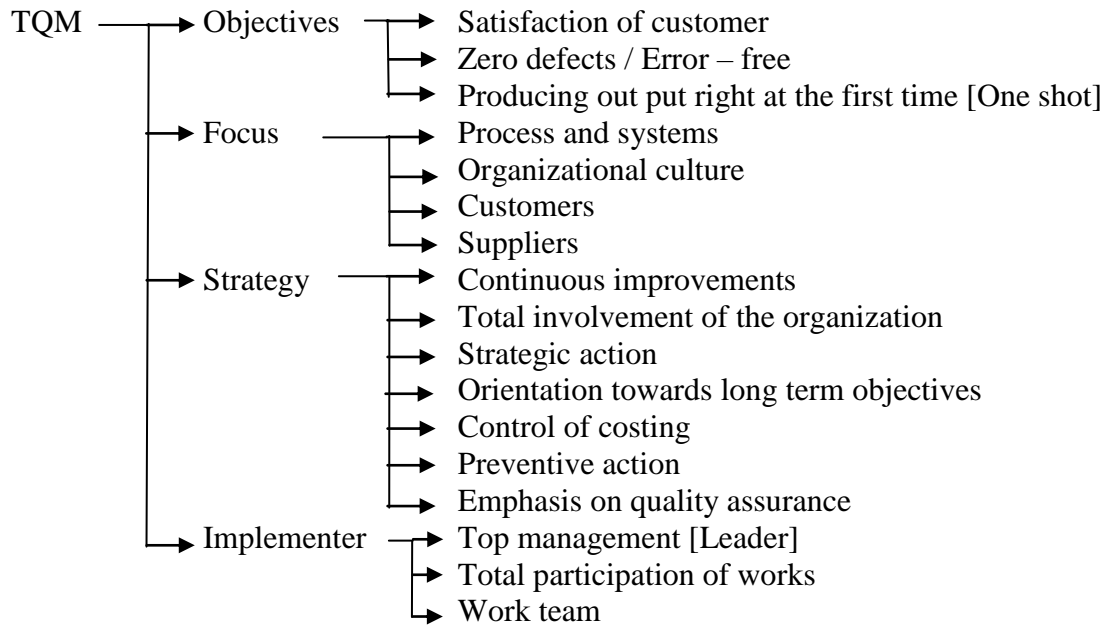 TQM Objectives Satisfaction of customer
Zero defects / Error – free
Producing out put right at the first time [One shot]
Focus Process and systems
Organizational culture
Customers
Suppliers
Strategy Continuous improvements
Total involvement of the organization
Strategic action
Orientation towards long term objectives
Control of costing
Preventive action
Emphasis on quality assurance
Implementer Top management [Leader]
Total participation of works
Work team